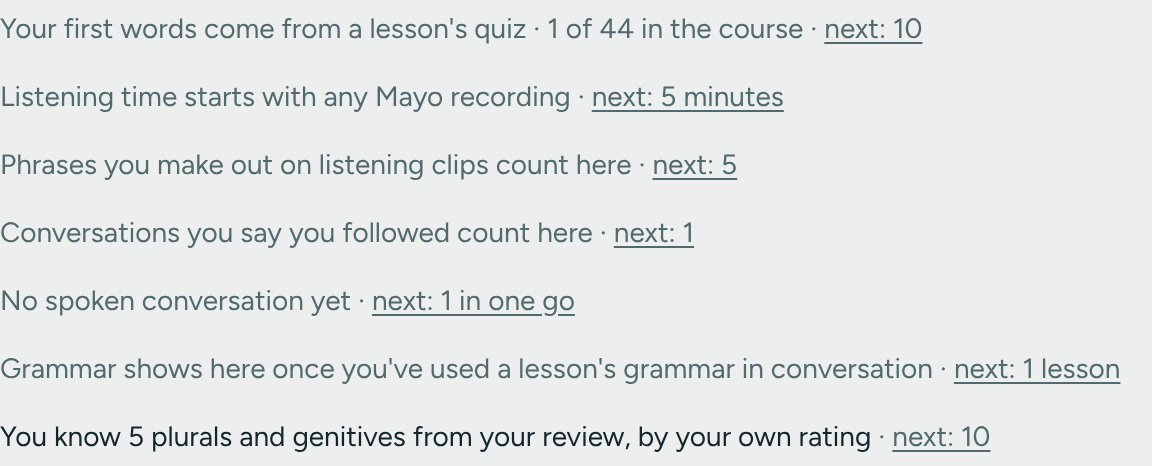 Your first words come from a lesson's quiz · 1 of 44 in the course · next: 10
Listening time starts with any Mayo recording · next: 5 minutes
Phrases you make out on listening clips count here · next: 5
Conversations you say you followed count here · next: 1
No spoken conversation yet · next: 1 in one go
Grammar shows here once you've used a lesson's grammar in conversation · next: 1 lesson
You know 5 plurals and genitives from your review, by your own rating · next: 10